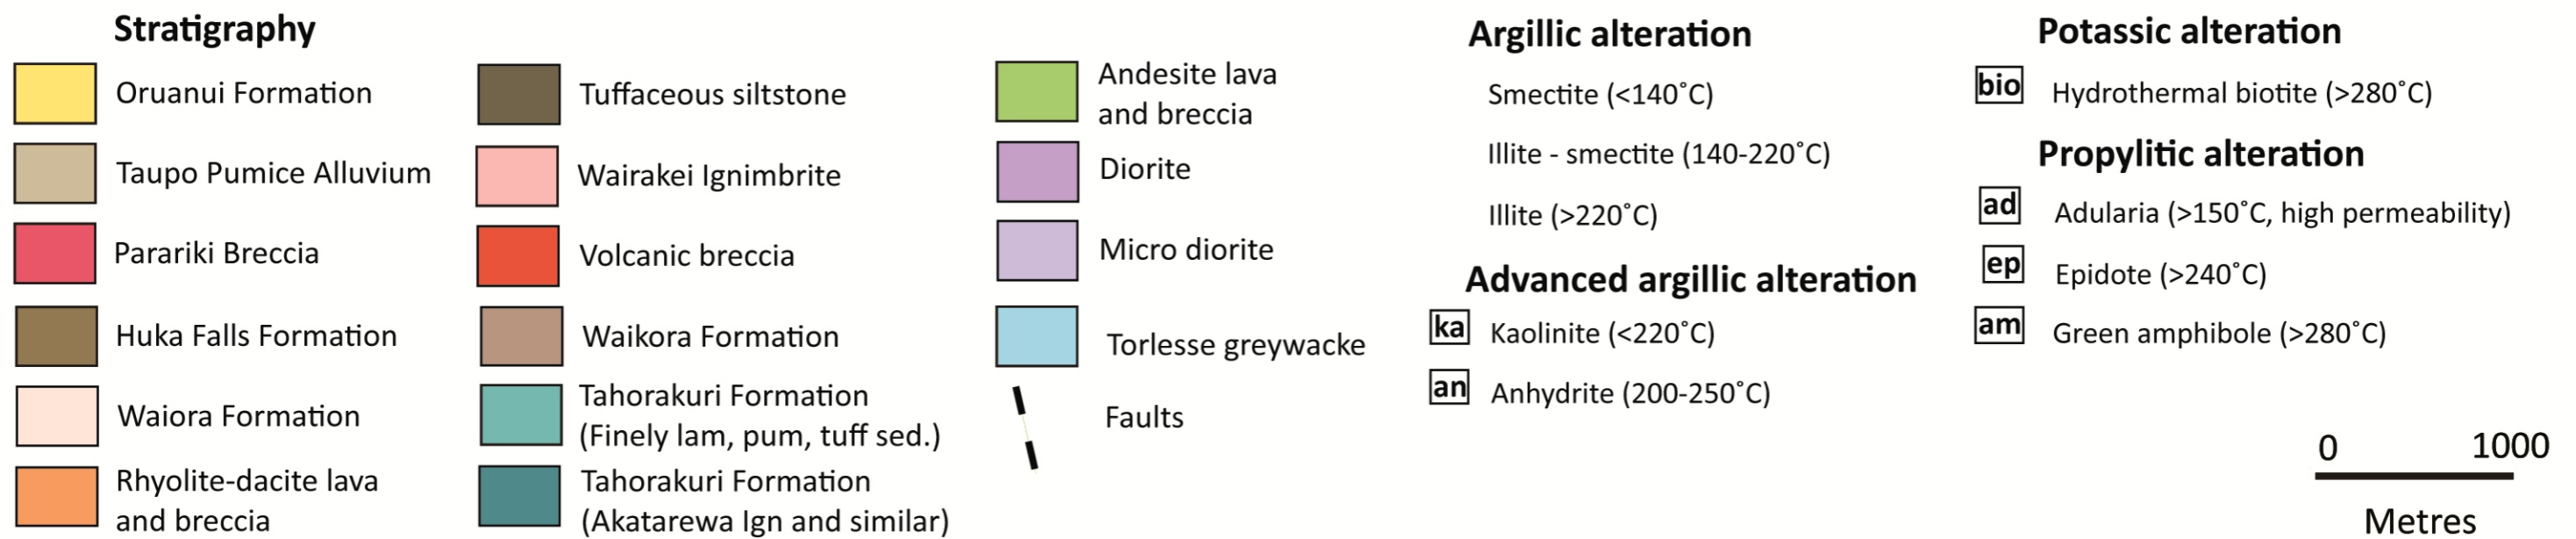 Stratigraphy
Oruanui Formation
Taupo Pumice Alluvium
Parariki Breccia
Huka Falls Formation
Waiora Formation
Rhyolite-dacite lava
and breccia
Tuffaceous siltstone
Wairakei Ignimbrite
Volcanic breccia
Waikora Formation
Tahorakuri Formation
(Finely lam, pum, tuff sed.)
Tahorakuri Formation
(Akatarewa Ign and similar)
Andesite lava
and breccia
Diorite
Micro diorite
Torlesse greywacke
Faults
Argillic alteration
Smectite (<140˚C)
Illite - smectite (140-220˚C)
Illite (>220˚C)
Advanced argillic alteration
ka Kaolinite (<220˚C)
an Anhydrite (200-250˚C)
Potassic alteration
bio Hydrothermal biotite (>280˚C)
Propylitic alteration
ad Adularia (>150˚C, high permeability)
ep Epidote (>240˚C)
am Green amphibole (>280˚C)
0 1000
Metres